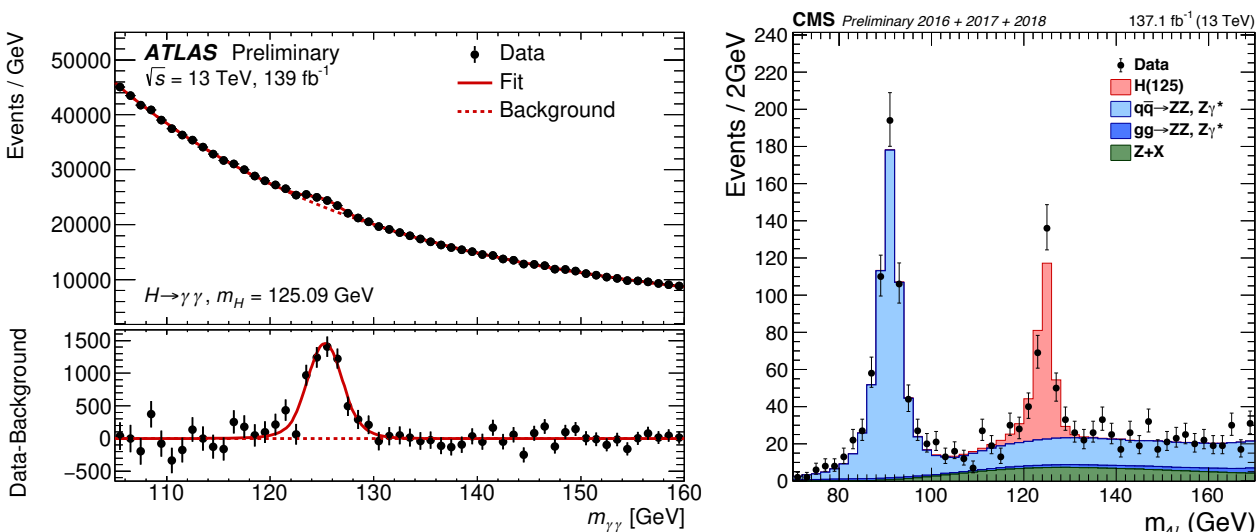 ATLAS Preliminary
√s = 13 TeV, 139 fb⁻¹
Data
Fit
Background
Events / GeV
50000
40000
30000
20000
10000
H→γγ, m_H = 125.09 GeV
Data-Background
1500
1000
500
0
−500
110 120 130 140 150 160
m_γγ [GeV]
CMS Preliminary 2016 + 2017 + 2018 137.1 fb⁻¹ (13 TeV)
Events / 2GeV
240
220
200
180
160
140
120
100
80
60
40
20
0
Data
H(125)
qq̅→ZZ, Zγ*
gg→ZZ, Zγ*
Z+X
80 100 120 140 160
m_4l (GeV)